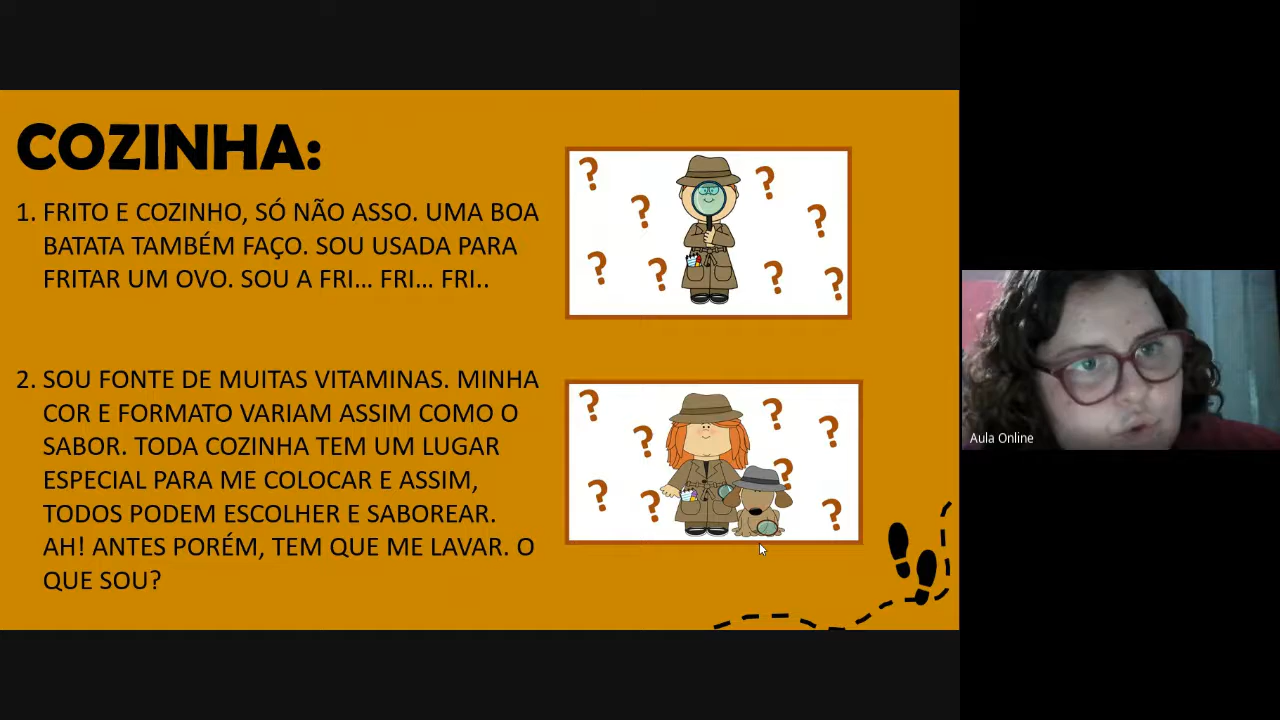 COZINHA:
1. FRITO E COZINHO, SÓ NÃO ASSO. UMA BOA
BATATA TAMBÉM FAÇO. SOU USADA PARA
FRITAR UM OVO. SOU A FRI... FRI... FRI..
2. SOU FONTE DE MUITAS VITAMINAS. MINHA
COR E FORMATO VARIAM ASSIM COMO O
SABOR. TODA COZINHA TEM UM LUGAR
ESPECIAL PARA ME COLOCAR E ASSIM,
TODOS PODEM ESCOLHER E SABOREAR.
AH! ANTES PORÉM, TEM QUE ME LAVAR. O
QUE SOU?
? ? ? ? ? ? ? ?
? ? ? ? ? ? ? ?
Aula Online